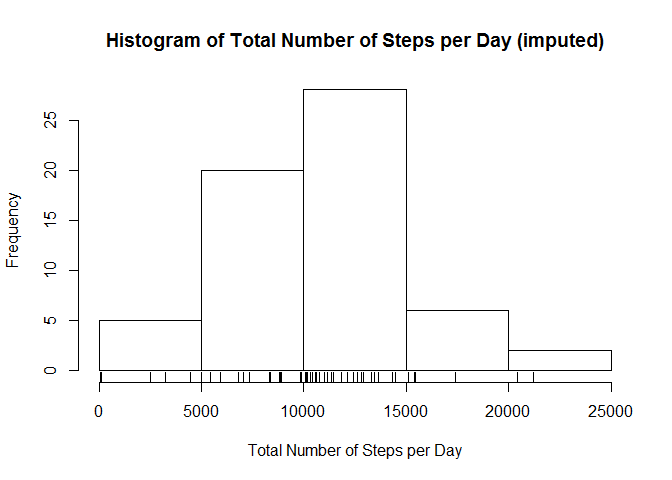 Histogram of Total Number of Steps per Day (imputed)
Frequency
25
20
15
10
5
0
0 5000 10000 15000 20000 25000
Total Number of Steps per Day